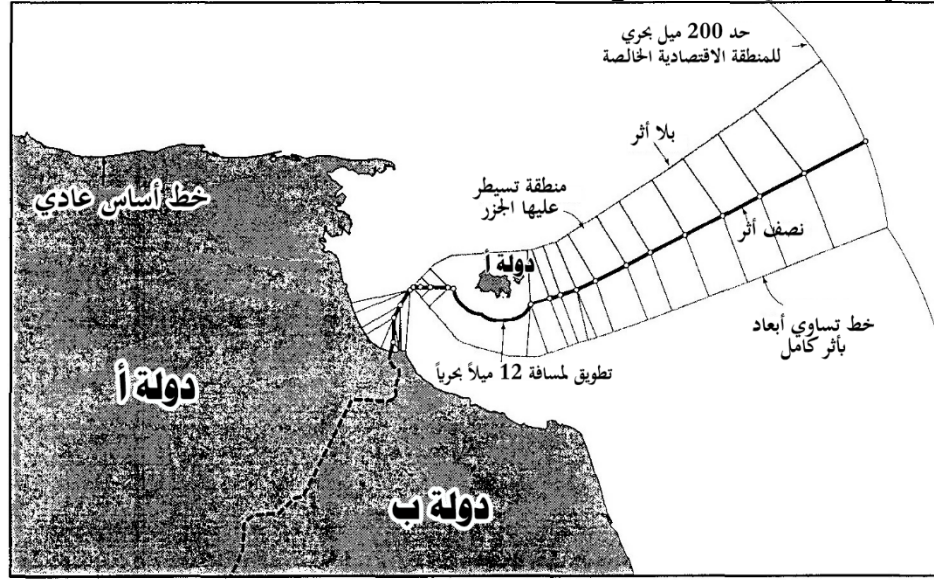 حد 200 ميل بحري
للمنطقة الاقتصادية الخالصة
بلا أثر
خط أساس عادي
منطقة تسيطر
عليها الجزر
نصف أثر
دولة أ
خط تساوي أبعاد
بأثر كامل
تطويق لمسافة 12 ميلاً بحرياً
دولة أ
دولة ب